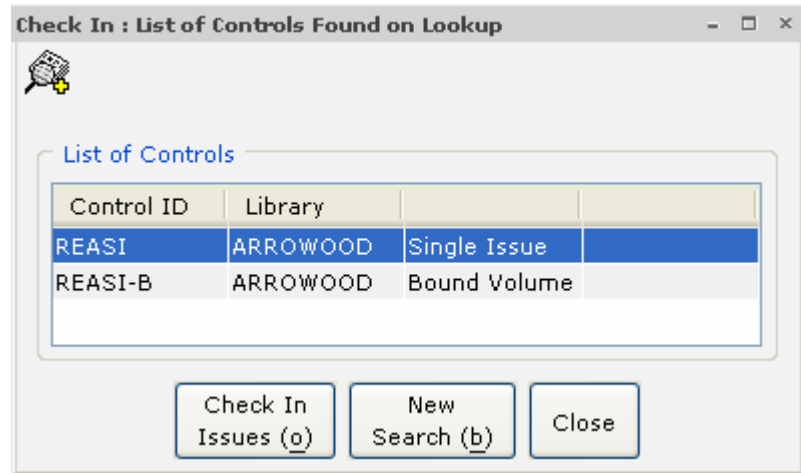 Check In : List of Controls Found on Lookup
List of Controls
Control ID Library
REASI ARROWOOD Single Issue
REASI-B ARROWOOD Bound Volume
Check In New
Issues (o) Search (b) Close